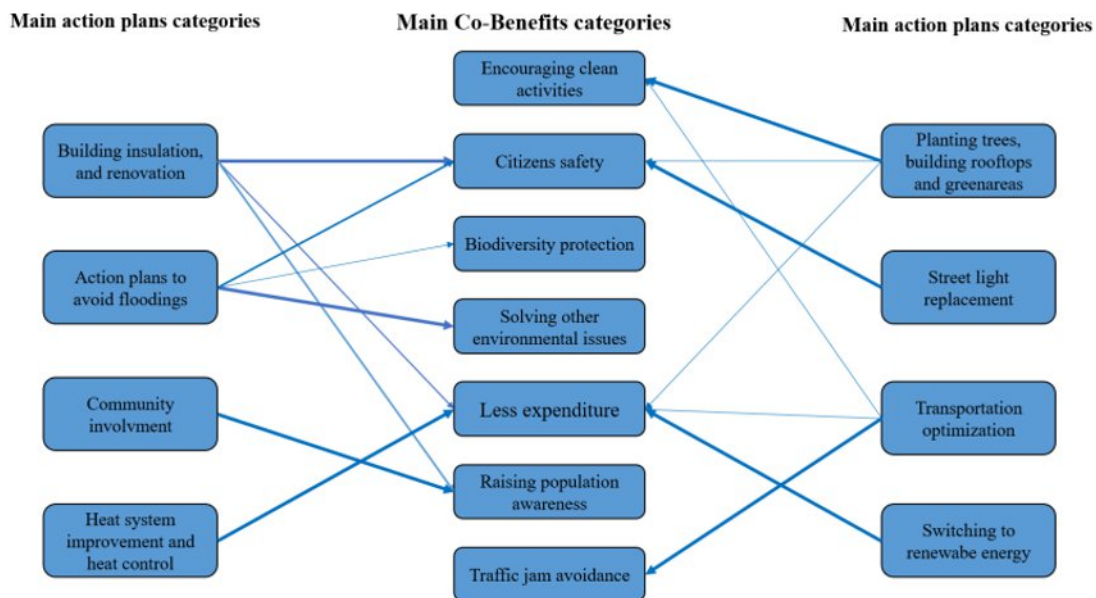 Main action plans categories
Main Co-Benefits categories
Main action plans categories
Building insulation,
and renovation
Action plans to
avoid floodings
Community
involvment
Heat system
improvement and
heat control
Encouraging clean
activities
Citizens safety
Biodiversity protection
Solving other
environmental issues
Less expenditure
Raising population
awareness
Traffic jam avoidance
Planting trees,
building rooftops
and greenareas
Street light
replacement
Transportation
optimization
Switching to
renewabe energy